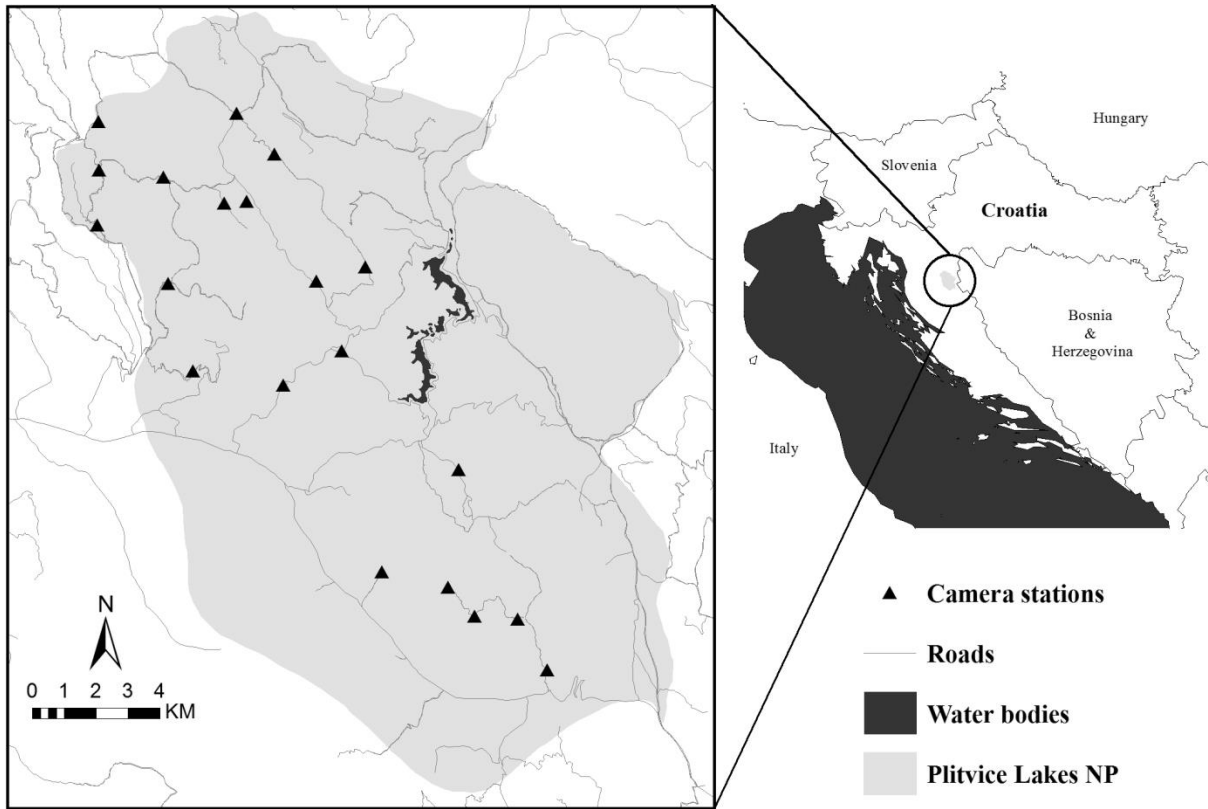 N
0 1 2 4
KM
Hungary
Slovenia
Croatia
Bosnia
&
Herzegovina
Italy
Camera stations
Roads
Water bodies
Plitvice Lakes NP